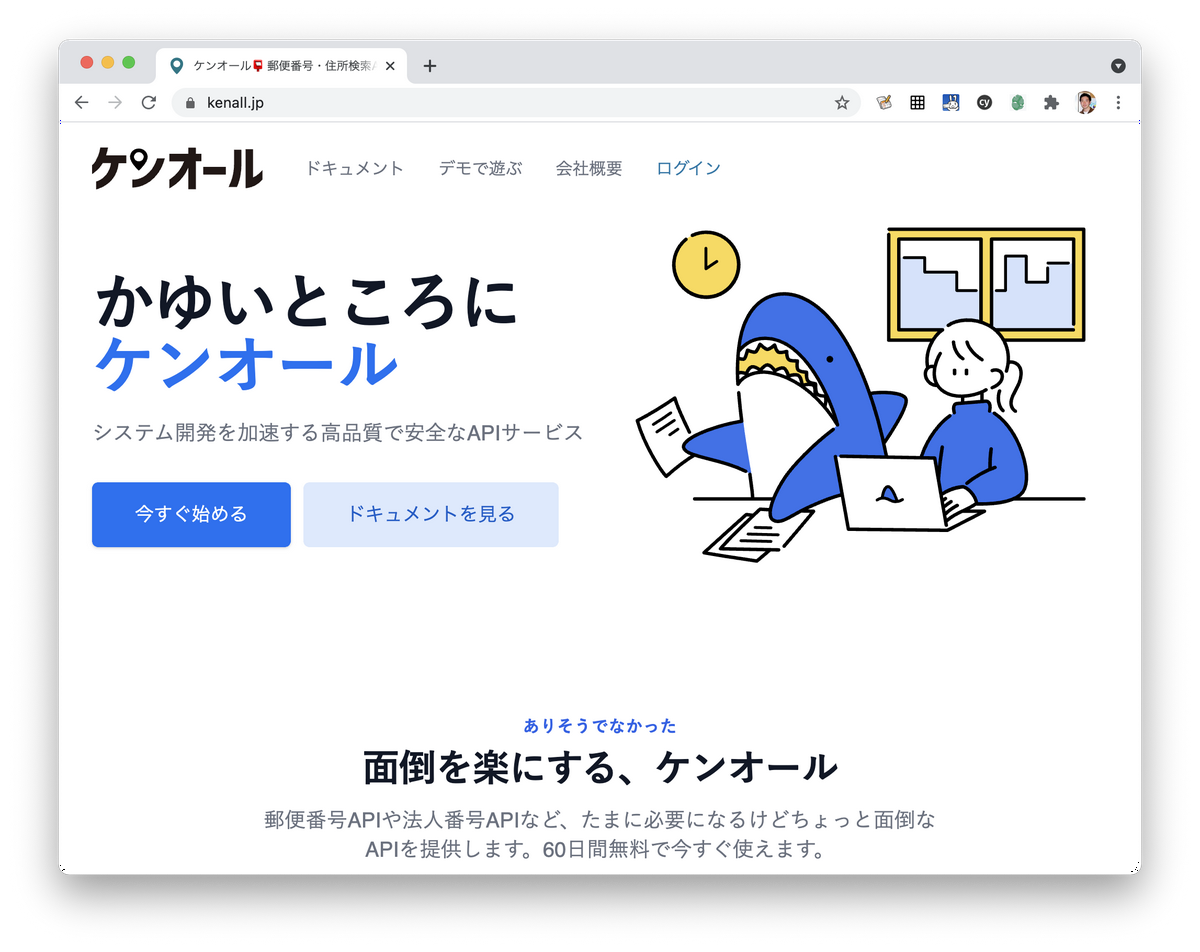 ケンオール📮郵便番号・住所検索
kenall.jp
ケンオール
ドキュメント
デモで遊ぶ
会社概要
ログイン
かゆいところに
ケンオール
システム開発を加速する高品質で安全なAPIサービス
今すぐ始める
ドキュメントを見る
ありそうでなかった
面倒を楽にする、ケンオール
郵便番号APIや法人番号APIなど、たまに必要になるけどちょっと面倒な
APIを提供します。60日間無料で今すぐ使えます。